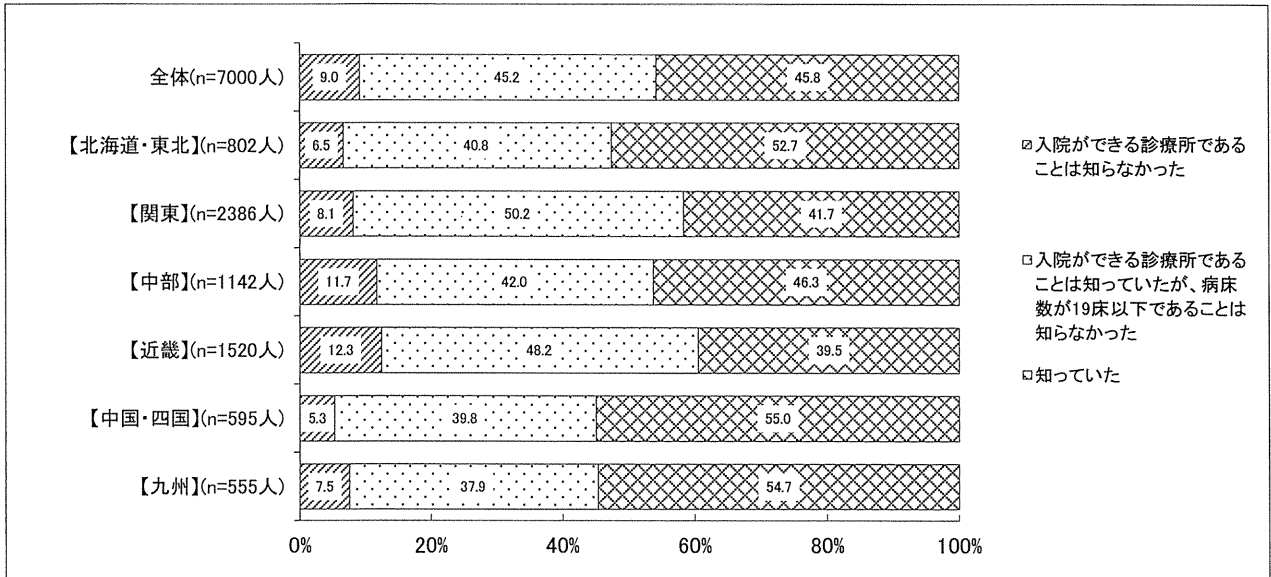 全体(n=7000人)
9.0
45.2
45.8
【北海道・東北】(n=802人)
6.5
40.8
52.7
【関東】(n=2386人)
8.1
50.2
41.7
【中部】(n=1142人)
11.7
42.0
46.3
【近畿】(n=1520人)
12.3
48.2
39.5
【中国・四国】(n=595人)
5.3
39.8
55.0
【九州】(n=555人)
7.5
37.9
54.7
0%
20%
40%
60%
80%
100%
入院ができる診療所である
ことは知らなかった
入院ができる診療所である
ことは知っていたが、病床
数が19床以下であることは
知らなかった
知っていた